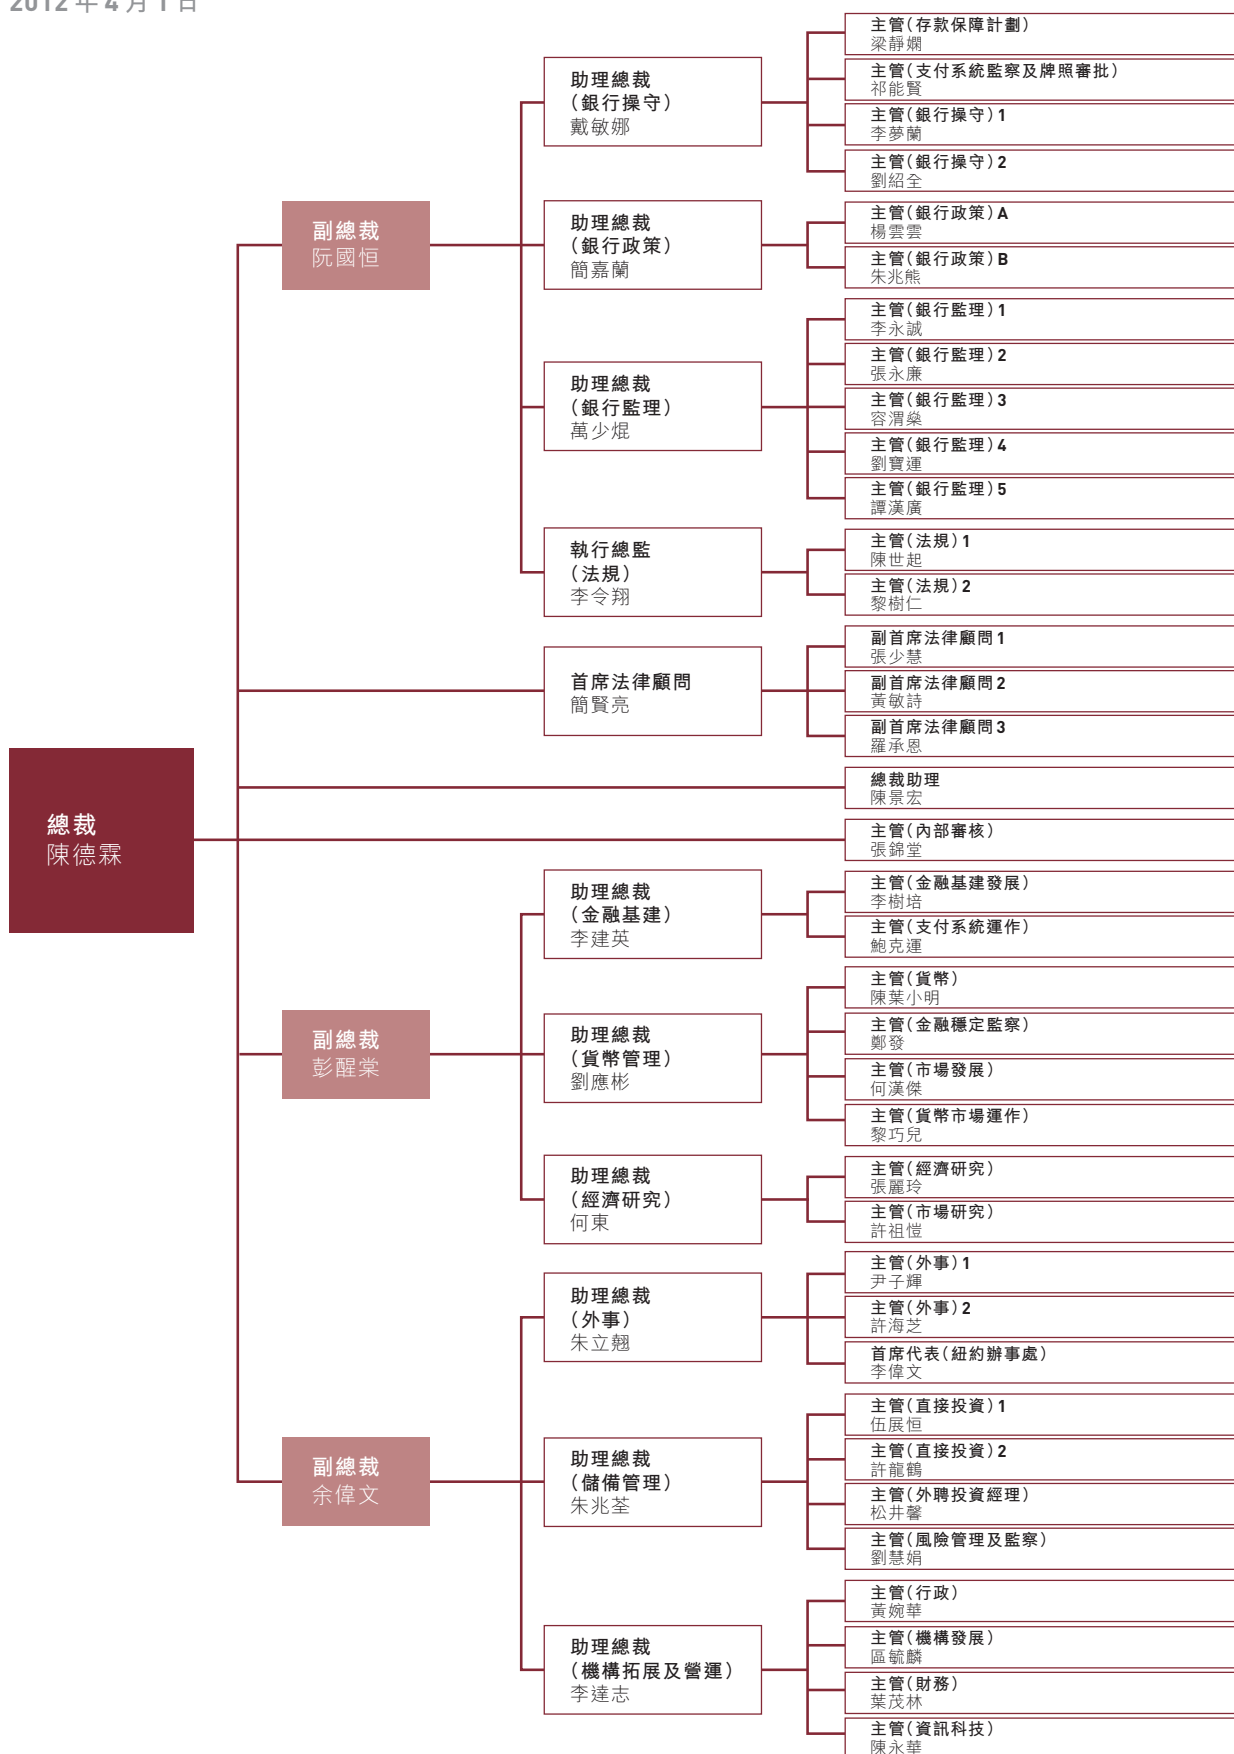 2012 年 4 月 1 日
總裁
陳德霖
副總裁
阮國恒
助理總裁
(銀行操守)
戴敏娜
主管(存款保障計劃)
梁靜嫻
主管(支付系統監察及牌照審批)
祁能賢
主管(銀行操守)1
李夢蘭
主管(銀行操守)2
劉紹全
助理總裁
(銀行政策)
簡嘉蘭
主管(銀行政策)A
楊雲雲
主管(銀行政策)B
朱兆熊
助理總裁
(銀行監理)
萬少焜
主管(銀行監理)1
李永誠
主管(銀行監理)2
張永廉
主管(銀行監理)3
容渭燊
主管(銀行監理)4
劉寶運
主管(銀行監理)5
譚漢廣
執行總監
(法規)
李令翔
主管(法規)1
陳世起
主管(法規)2
黎樹仁
首席法律顧問
簡賢亮
副首席法律顧問1
張少慧
副首席法律顧問2
黃敏詩
副首席法律顧問3
羅承恩
總裁助理
陳景宏
主管(內部審核)
張錦堂
副總裁
彭醒棠
助理總裁
(金融基建)
李建英
主管(金融基建發展)
李樹培
主管(支付系統運作)
鮑克運
助理總裁
(貨幣管理)
劉應彬
主管(貨幣)
陳葉小明
主管(金融穩定監察)
鄭發
主管(市場發展)
何漢傑
主管(貨幣市場運作)
黎巧兒
助理總裁
(經濟研究)
何東
主管(經濟研究)
張麗玲
主管(市場研究)
許祖愷
副總裁
余偉文
助理總裁
(外事)
朱立翹
主管(外事)1
尹子輝
主管(外事)2
許海芝
首席代表(紐約辦事處)
李偉文
助理總裁
(儲備管理)
朱兆荃
主管(直接投資)1
伍展恒
主管(直接投資)2
許龍鶴
主管(外聘投資經理)
松井馨
主管(風險管理及監察)
劉慧娟
助理總裁
(機構拓展及營運)
李達志
主管(行政)
黃婉華
主管(機構發展)
區毓麟
主管(財務)
葉茂林
主管(資訊科技)
陳永華